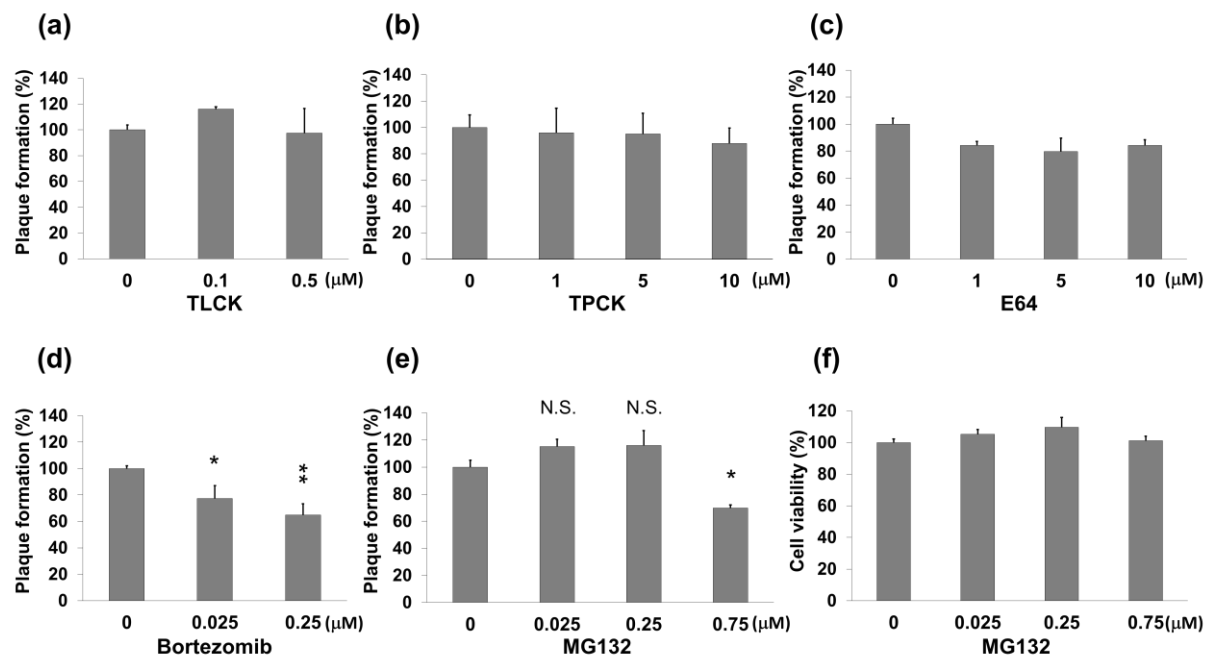 (a)
Plaque formation (%)
140
120
100
80
60
40
20
0
0 0.1 0.5 (μM)
TLCK
(b)
Plaque formation (%)
140
120
100
80
60
40
20
0
0 1 5 10 (μM)
TPCK
(c)
Plaque formation (%)
140
120
100
80
60
40
20
0
0 1 5 10 (μM)
E64
(d)
Plaque formation (%)
140
120
100
80
60
40
20
0
* **
0 0.025 0.25 (μM)
Bortezomib
(e)
Plaque formation (%)
140
120
100
80
60
40
20
0
N.S. N.S.
*
0 0.025 0.25 0.75 (μM)
MG132
(f)
Cell viability (%)
120
100
80
60
40
20
0
0 0.025 0.25 0.75 (μM)
MG132